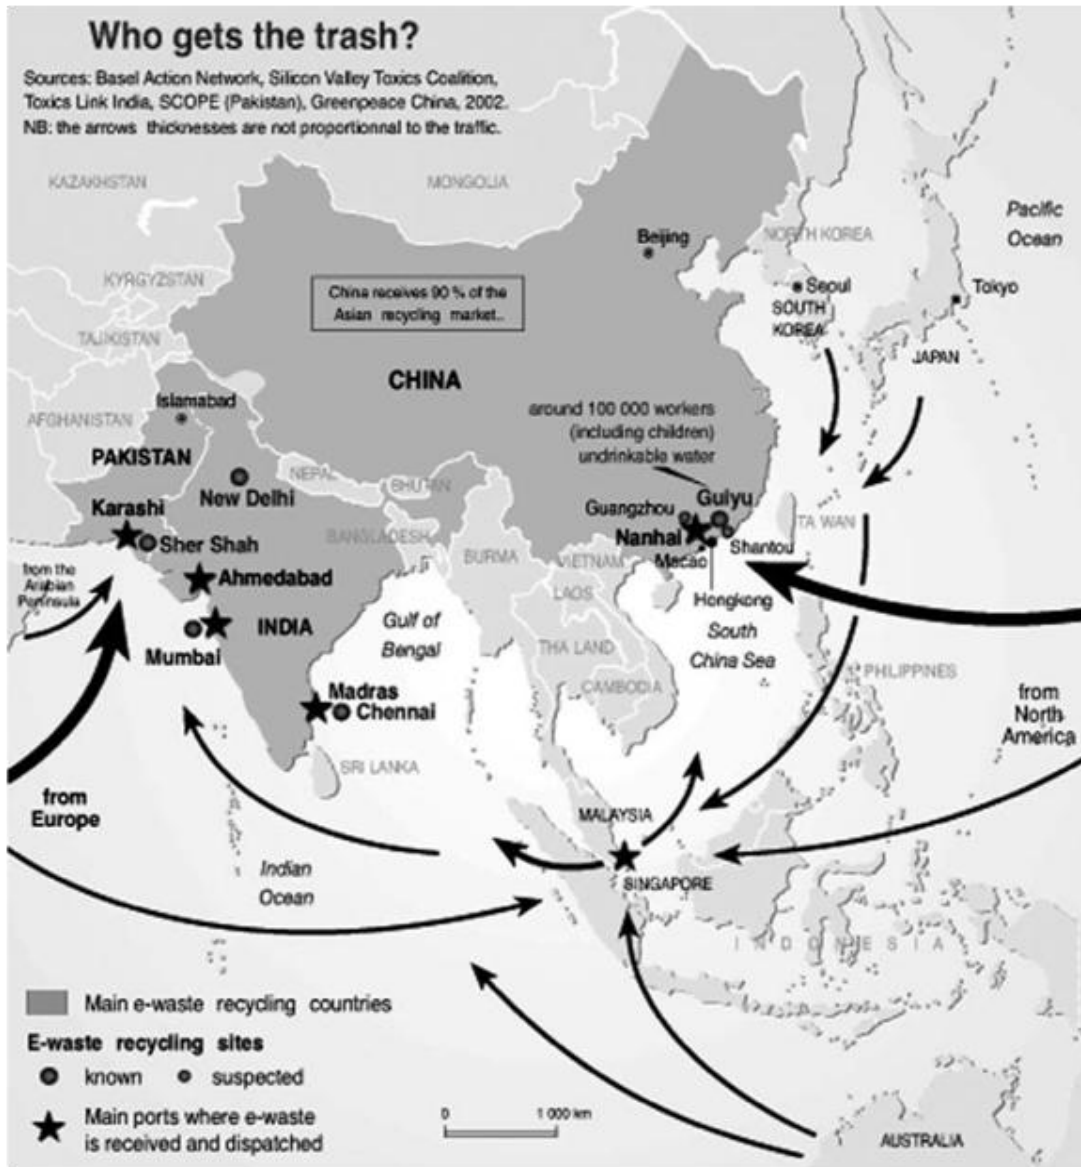 Who gets the trash?
Sources: Basel Action Network, Silicon Valley Toxics Coalition,
Toxics Link India, SCOPE (Pakistan), Greenpeace China, 2002.
NB: the arrows thicknesses are not proportionnal to the traffic.
KAZAKHSTAN
MONGOLIA
Pacific
Ocean
Beijing
NORTH KOREA
KYRGYZSTAN
China receives 90 % of the
Asian recycling market..
Seoul
SOUTH
KOREA
Tokyo
TAJIKISTAN
JAPAN
CHINA
Islamabad
AFGHANISTAN
around 100 000 workers
(including children)
undrinkable water
PAKISTAN
NEPAL
BHUTAN
New Delhi
Karashi
Guangzhou
Guiyu
Nanhai
TA WAN
Sher Shah
BANGLADESH
BURMA
VIETNAM
Macao
Shantou
from the
Arabian
Peninsula
Ahmedabad
LAOS
Hongkong
INDIA
Gulf of
Bengal
South
China Sea
THA LAND
Mumbai
PHILIPPINES
CAMBODIA
Madras
Chennai
from
North
America
SRI LANKA
from
Europe
MALAYSIA
Indian
Ocean
SINGAPORE
INDONESIA
Main e-waste recycling countries
E-waste recycling sites
known suspected
Main ports where e-waste
is received and dispatched
0 1 000 km
AUSTRALIA